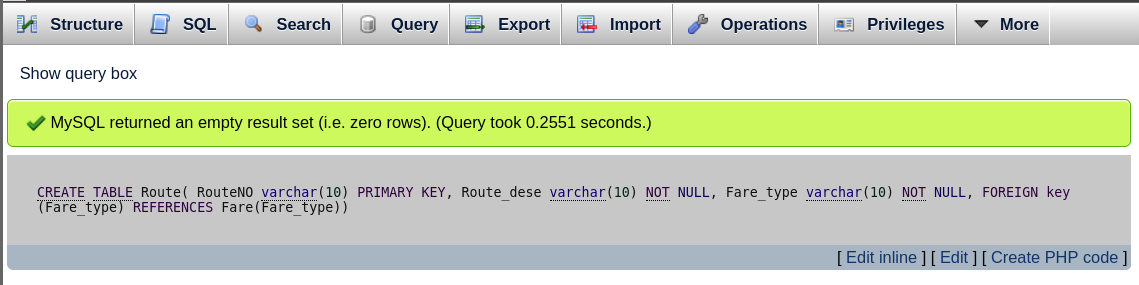 Structure SQL Search Query Export Import Operations Privileges More
Show query box
MySQL returned an empty result set (i.e. zero rows). (Query took 0.2551 seconds.)
CREATE TABLE Route( RouteNO varchar(10) PRIMARY KEY, Route_dese varchar(10) NOT NULL, Fare_type varchar(10) NOT NULL, FOREIGN key
(Fare_type) REFERENCES Fare(Fare_type))
[ Edit inline ] [ Edit ] [ Create PHP code ]